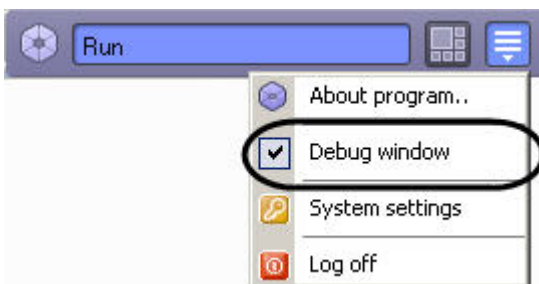 Run
About program..
Debug window
System settings
Log off